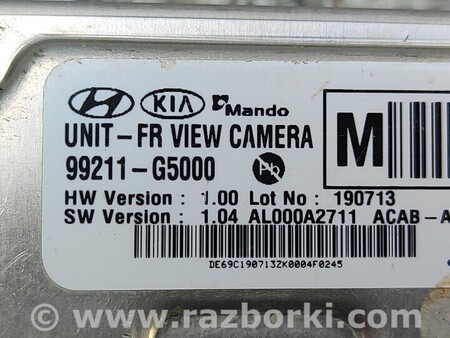 HYUNDAI KIA Mando
UNIT-FR VIEW CAMERA
99211-G5000 Pb
M
HW Version : 1.00 Lot No : 190713
SW Version : 1.04 AL000A2711 ACAB-A
DE69C190713ZK0004F0245
© www.razborki.com